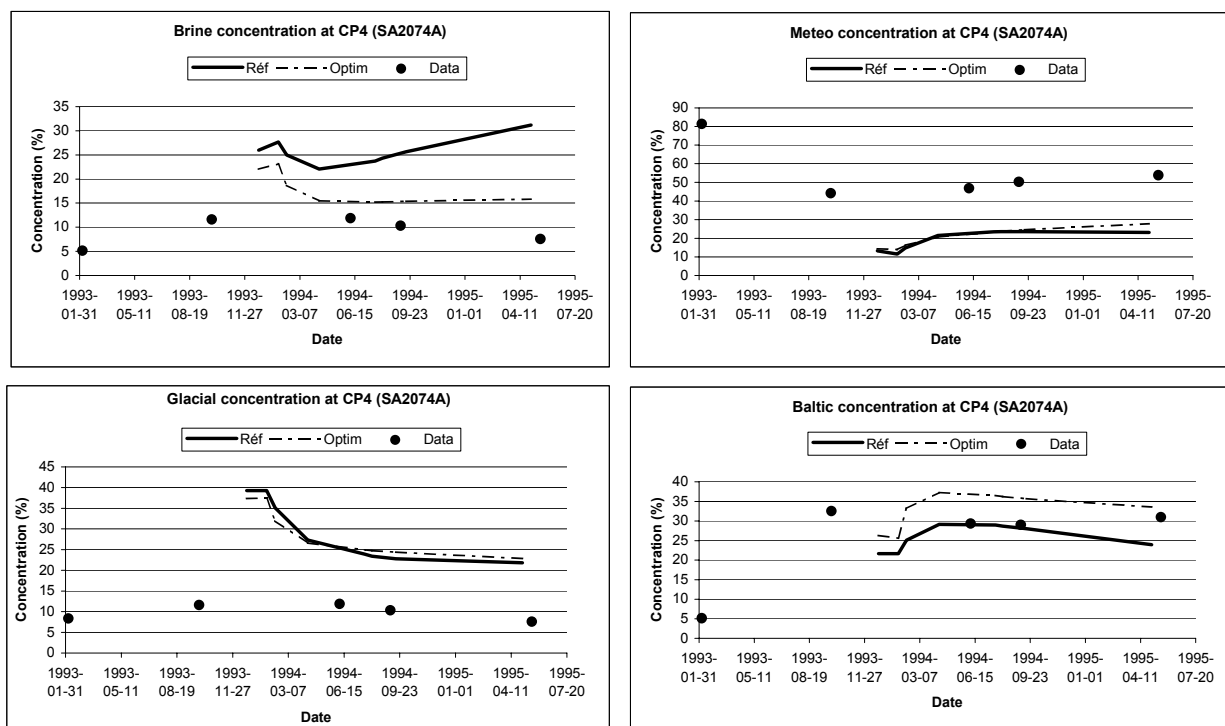 Brine concentration at CP4 (SA2074A)
Réf Optim Data
Concentration (%)
35
30
25
20
15
10
5
0
1993- 1993- 1993- 1993- 1994- 1994- 1994- 1995- 1995- 1995-
01-31 05-11 08-19 11-27 03-07 06-15 09-23 01-01 04-11 07-20
Date
Meteo concentration at CP4 (SA2074A)
Réf Optim Data
Concentration (%)
90
80
70
60
50
40
30
20
10
0
1993- 1993- 1993- 1993- 1994- 1994- 1994- 1995- 1995- 1995-
01-31 05-11 08-19 11-27 03-07 06-15 09-23 01-01 04-11 07-20
Date
Glacial concentration at CP4 (SA2074A)
Réf Optim Data
Concentration (%)
45
40
35
30
25
20
15
10
5
0
1993- 1993- 1993- 1993- 1994- 1994- 1994- 1995- 1995- 1995-
01-31 05-11 08-19 11-27 03-07 06-15 09-23 01-01 04-11 07-20
Date
Baltic concentration at CP4 (SA2074A)
Réf Optim Data
Concentration (%)
40
35
30
25
20
15
10
5
0
1993- 1993- 1993- 1993- 1994- 1994- 1994- 1995- 1995- 1995-
01-31 05-11 08-19 11-27 03-07 06-15 09-23 01-01 04-11 07-20
Date